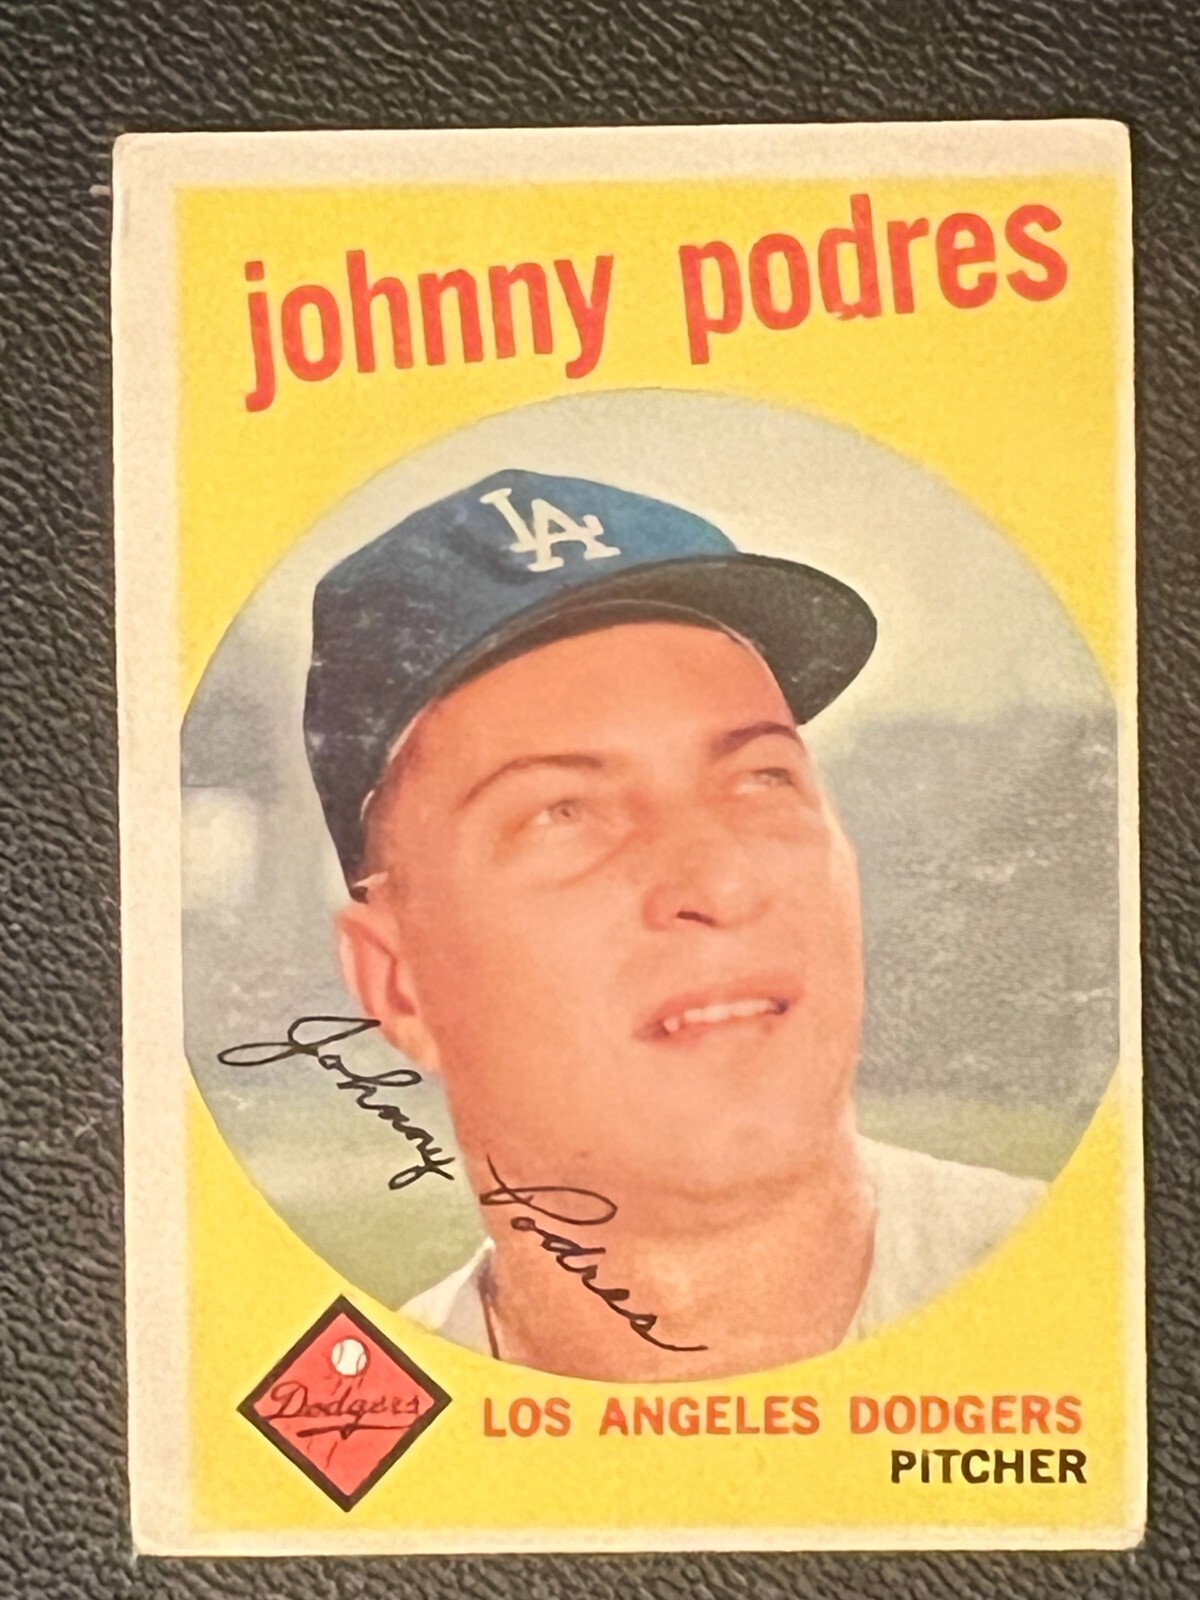 johnny podres
LA
Johnny Podres
Dodgers
LOS ANGELES DODGERS
PITCHER